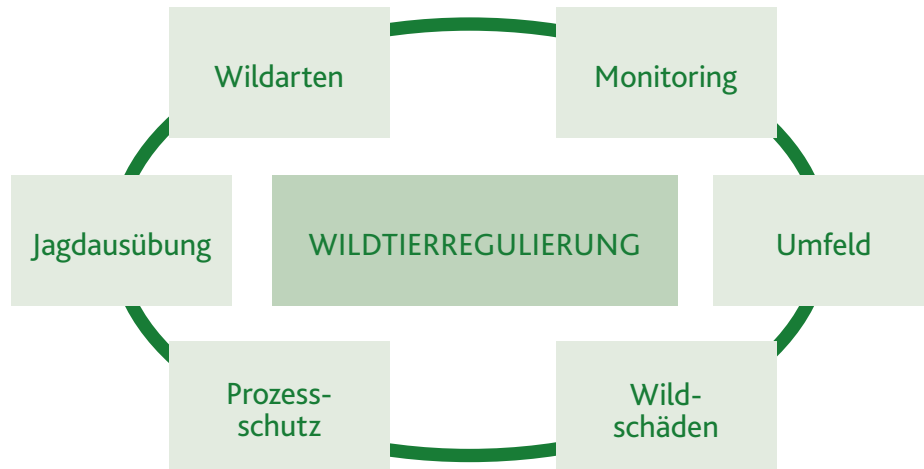 Wildarten
Monitoring
Jagdausübung
WILDTIERREGULIERUNG
Umfeld
Prozess-
schutz
Wild-
schäden